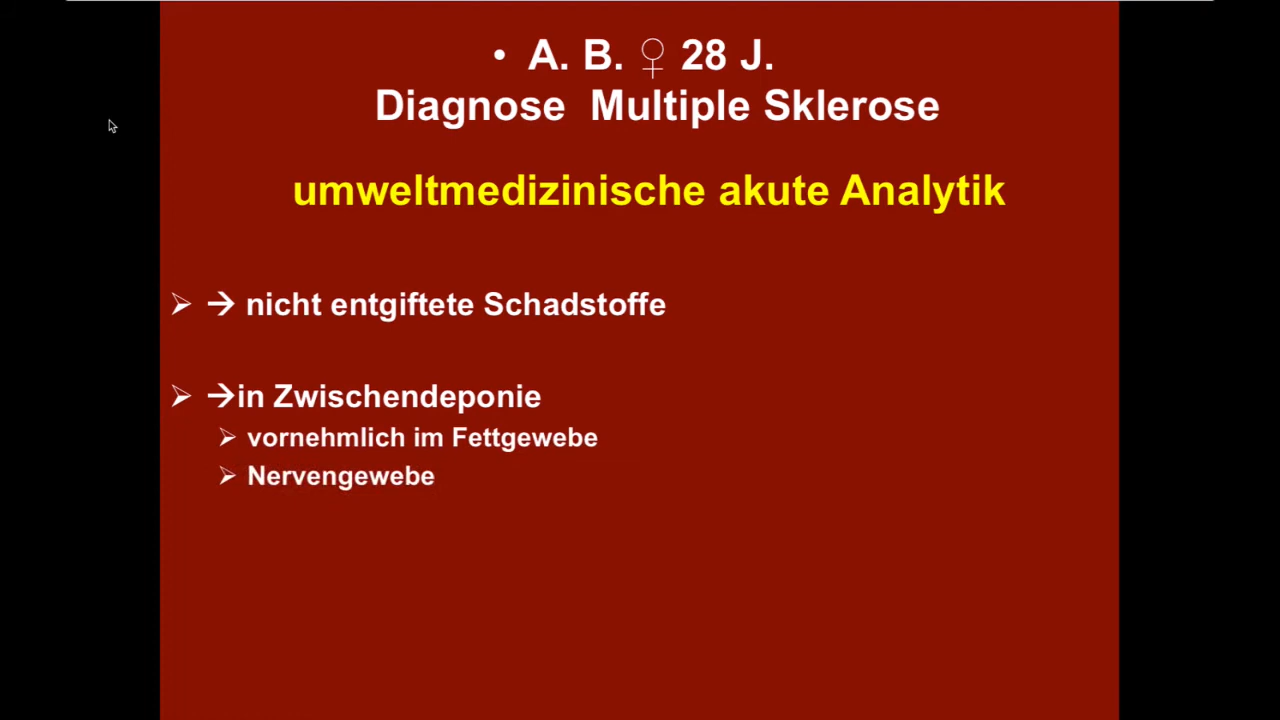 • A. B. ♀ 28 J.
Diagnose Multiple Sklerose
umweltmedizinische akute Analytik
➢ → nicht entgiftete Schadstoffe
➢ →in Zwischendeponie
➢ vornehmlich im Fettgewebe
➢ Nervengewebe